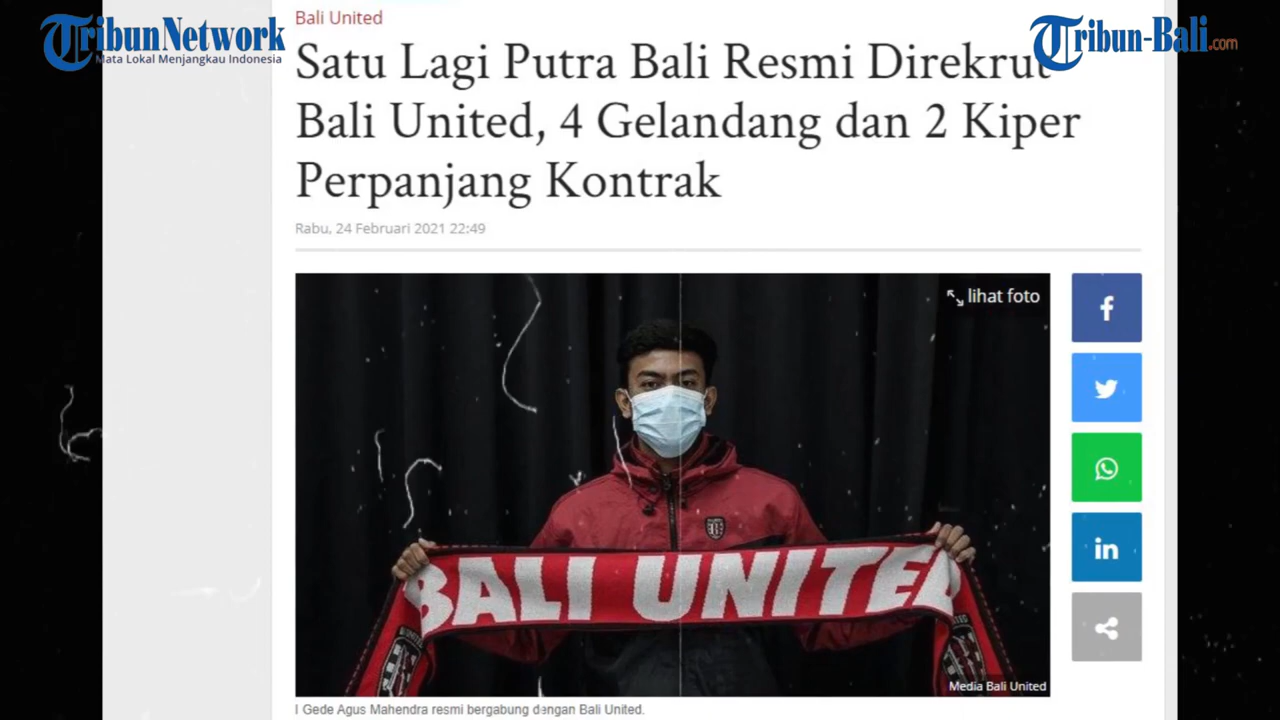 Bali United
TribunNetwork
Mata Lokal Menjangkau Indonesia
Tribun-Bali.com
Satu Lagi Putra Bali Resmi Direkrut
Bali United, 4 Gelandang dan 2 Kiper
Perpanjang Kontrak
Rabu, 24 Februari 2021 22:49
lihat foto
BALI UNITED
Media Bali United
I Gede Agus Mahendra resmi bergabung dengan Bali United.